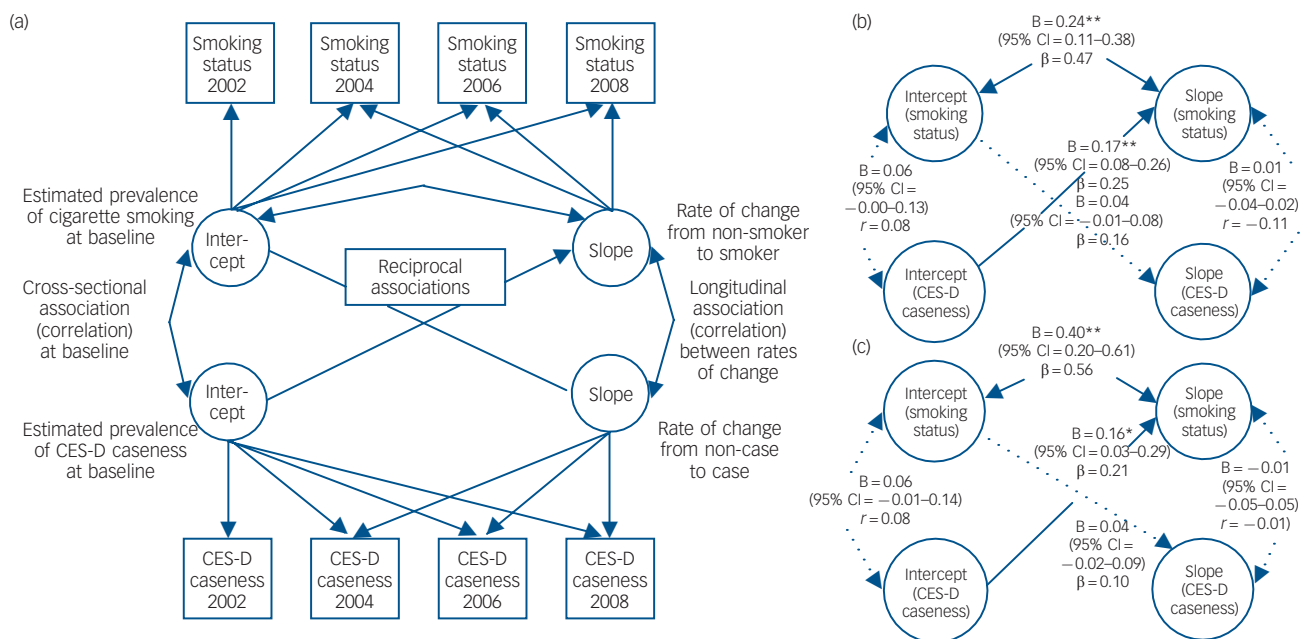 (a)
Smoking
status
2002
Smoking
status
2004
Smoking
status
2006
Smoking
status
2008
Estimated prevalence
of cigarette smoking
at baseline
Inter-
cept
Slope
Rate of change
from non-smoker
to smoker
Reciprocal
associations
Cross-sectional
association
(correlation)
at baseline
Longitudinal
association
(correlation)
between rates
of change
Inter-
cept
Slope
Estimated prevalence
of CES-D caseness
at baseline
Rate of change
from non-case
to case
CES-D
caseness
2002
CES-D
caseness
2004
CES-D
caseness
2006
CES-D
caseness
2008
(b)
B = 0.24**
(95% CI = 0.11–0.38)
β = 0.47
Intercept
(smoking
status)
Slope
(smoking
status)
B = 0.06
(95% CI =
−0.00–0.13)
r = 0.08
B = 0.17**
(95% CI = 0.08–0.26)
β = 0.25
B = 0.04
(95% CI = −0.01–0.08)
β = 0.16
B = 0.01
(95% CI =
−0.04–0.02)
r = −0.11
Intercept
(CES-D
caseness)
Slope
(CES-D
caseness)
(c)
B = 0.40**
(95% CI = 0.20–0.61)
β = 0.56
Intercept
(smoking
status)
Slope
(smoking
status)
B = 0.16*
(95% CI = 0.03–0.29)
β = 0.21
B = 0.06
(95% CI = −0.01–0.14)
r = 0.08
B = −0.01
(95% CI =
−0.05–0.05)
r = −0.01)
B = 0.04
(95% CI =
−0.02–0.09)
β = 0.10
Intercept
(CES-D
caseness)
Slope
(CES-D
caseness)